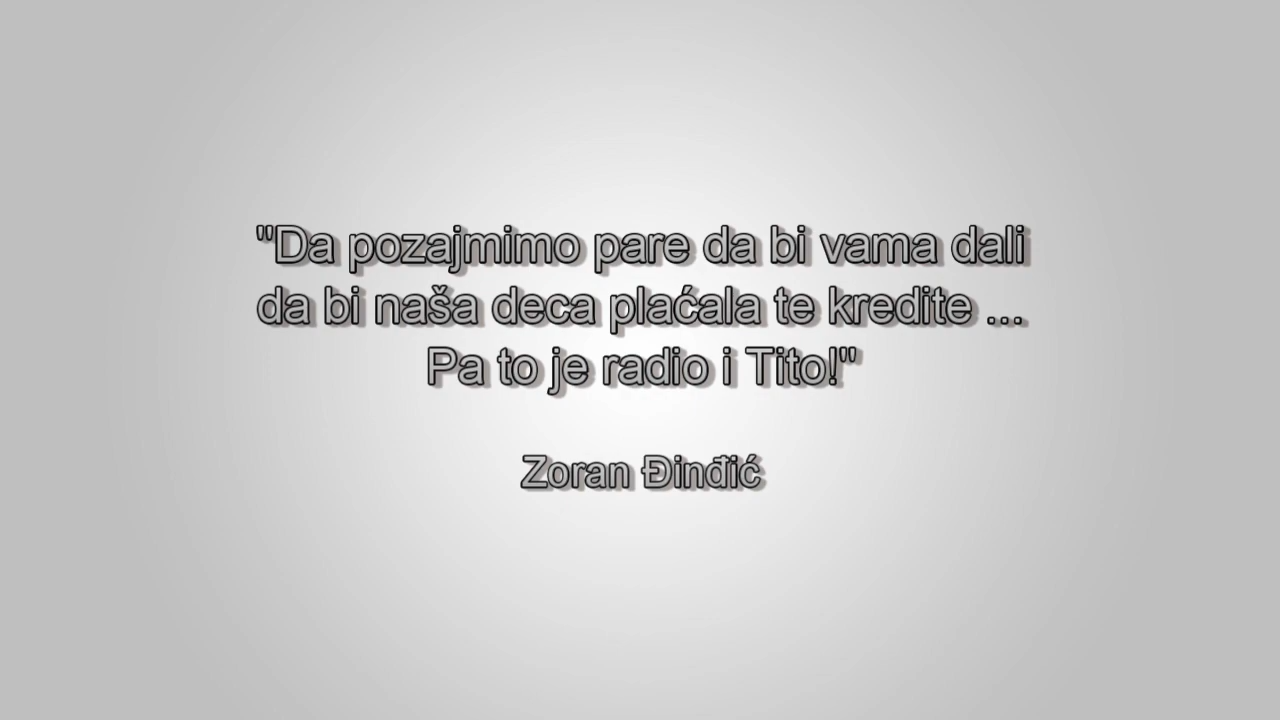 "Da pozajmimo pare da bi vama dali
da bi naša deca plaćala te kredite ...
Pa to je radio i Tito!"
Zoran Đinđić